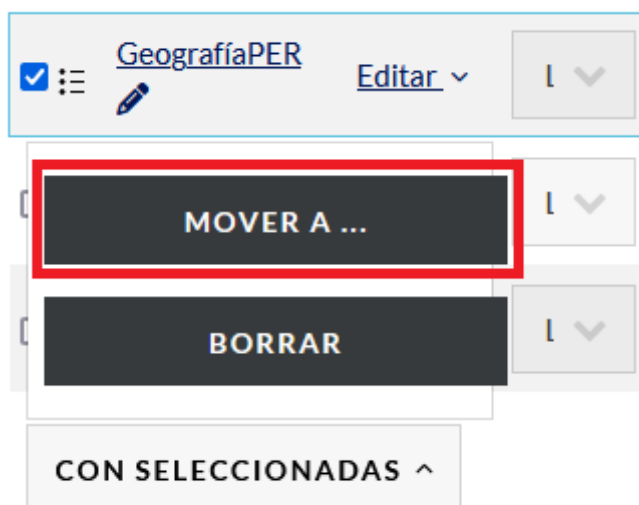 GeografíaPER
Editar
MOVER A ...
BORRAR
CON SELECCIONADAS